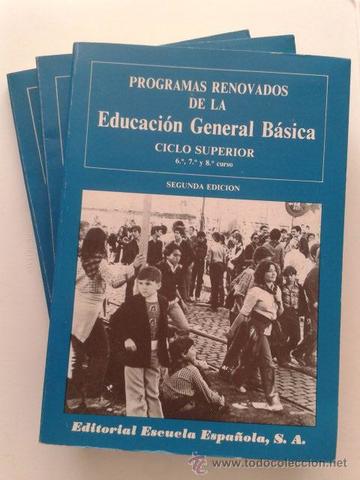 PROGRAMAS RENOVADOS
DE LA
Educación General Básica
CICLO SUPERIOR
6.º, 7.º y 8.º curso
SEGUNDA EDICION
Editorial Escuela Española, S. A.
todocoleccion
www.todocoleccion.net